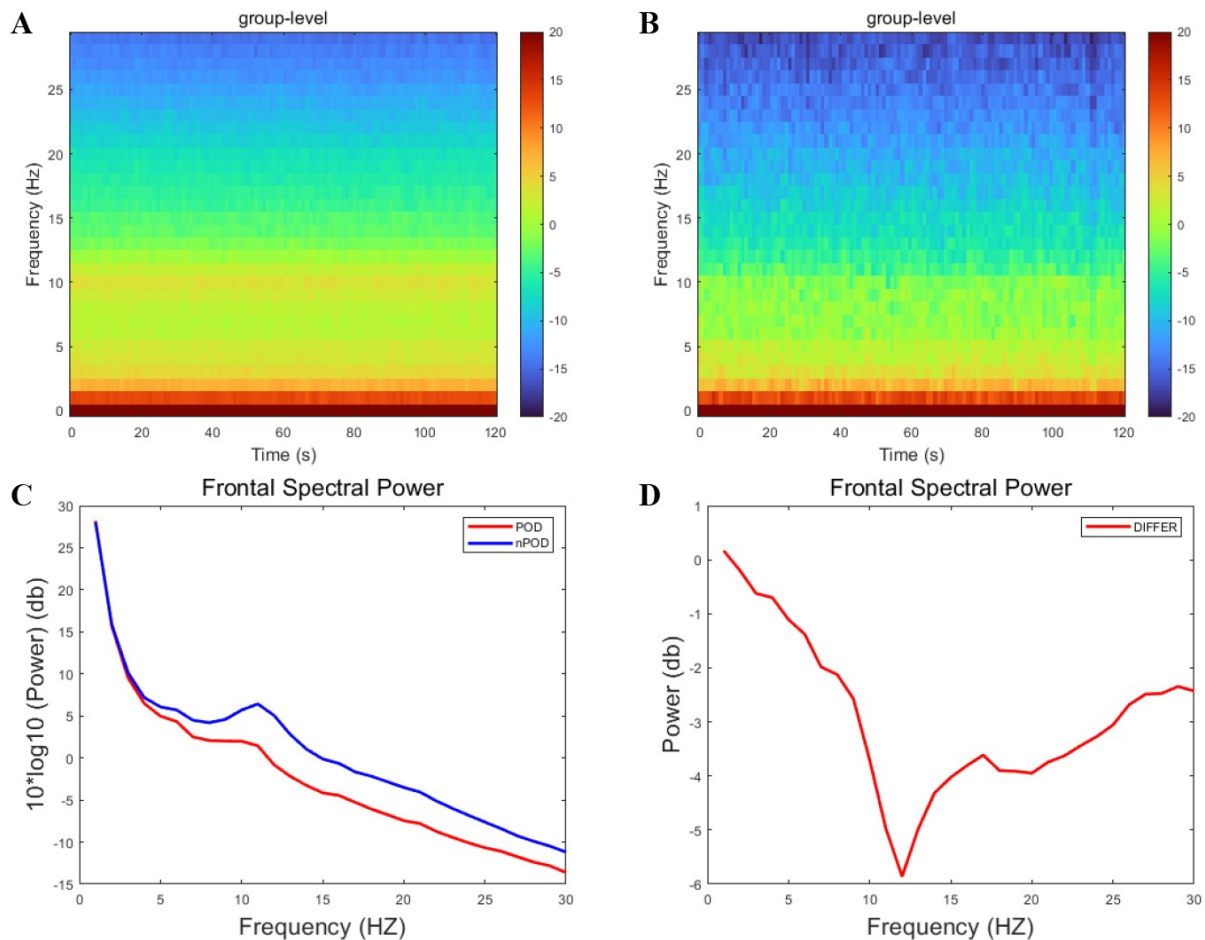 A
group-level
Frequency (Hz)
25
20
15
10
5
0
0 20 40 60 80 100 120
Time (s)
20
15
10
5
0
-5
-10
-15
-20
B
group-level
Frequency (Hz)
25
20
15
10
5
0
0 20 40 60 80 100 120
Time (s)
20
15
10
5
0
-5
-10
-15
-20
C
Frontal Spectral Power
10*log10 (Power) (db)
30
25
20
15
10
5
0
-5
-10
-15
POD
nPOD
0 5 10 15 20 25 30
Frequency (HZ)
D
Frontal Spectral Power
Power (db)
1
0
-1
-2
-3
-4
-5
-6
DIFFER
0 5 10 15 20 25 30
Frequency (HZ)